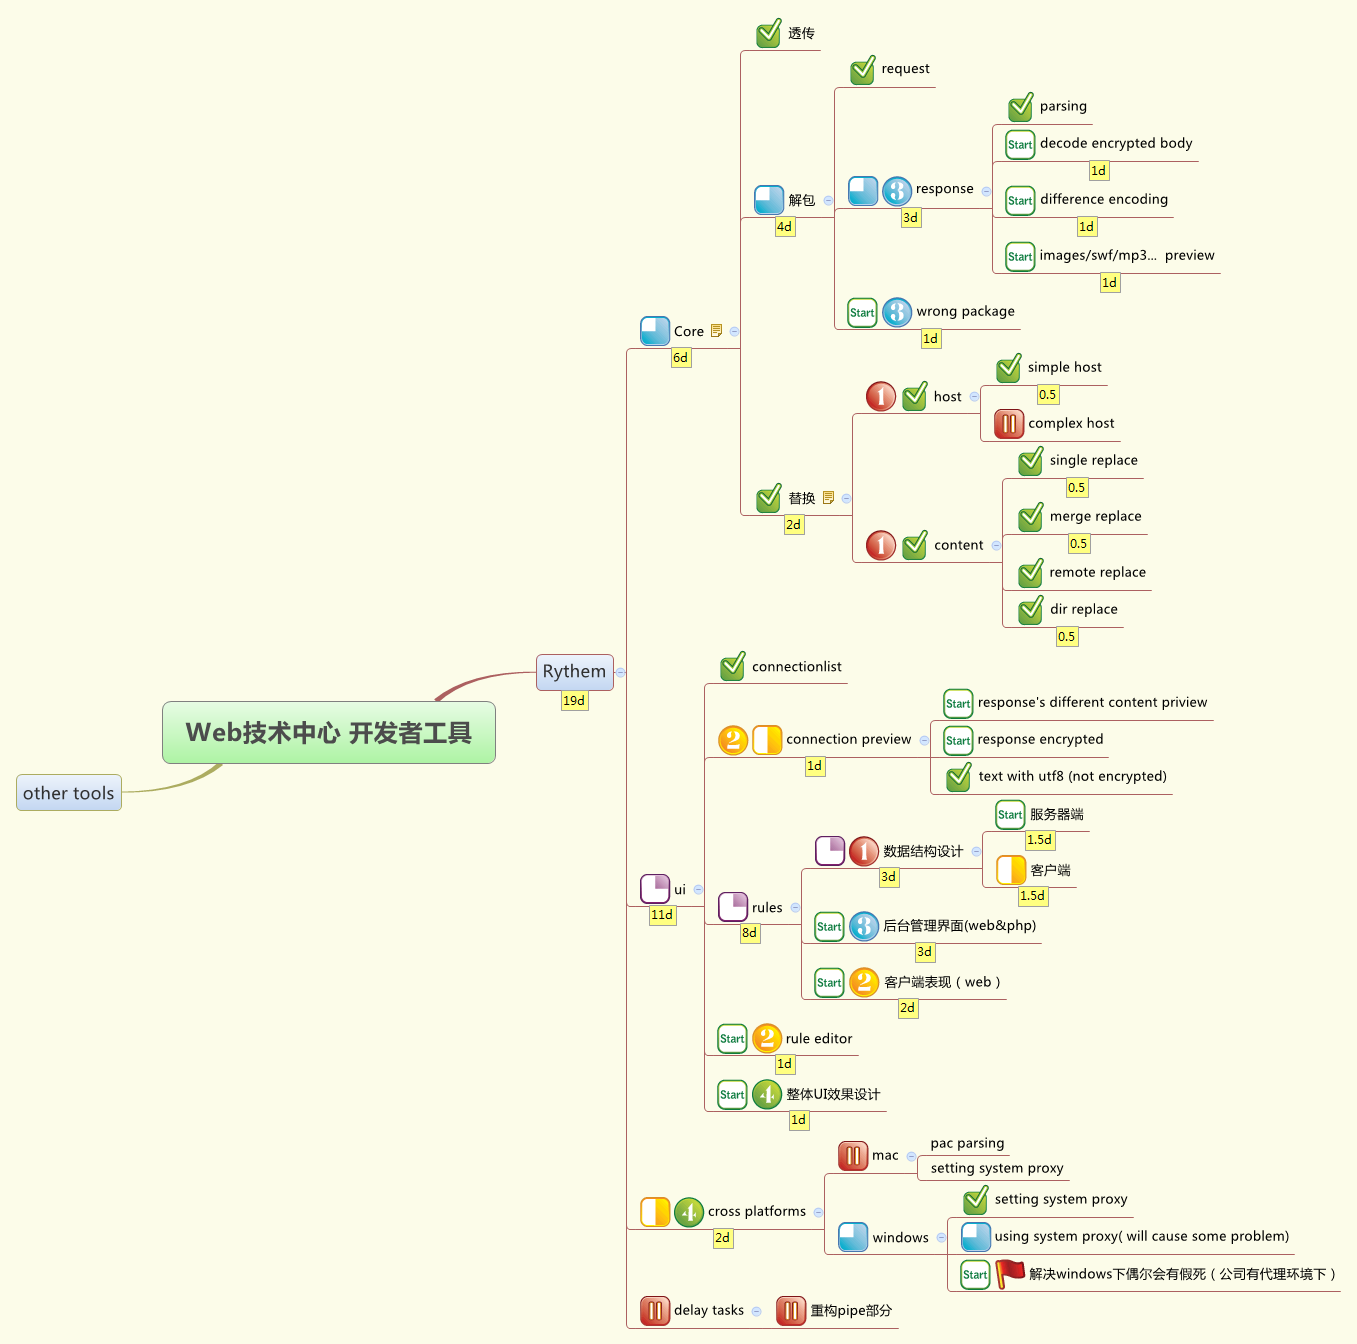 透传
request
parsing
Start decode encrypted body
1d
解包
4d
3 response
3d
Start difference encoding
1d
Start images/swf/mp3... preview
1d
Start 3 wrong package
1d
Core
6d
1 host
simple host
0.5
complex host
替换
2d
single replace
0.5
merge replace
0.5
1 content
remote replace
dir replace
0.5
Rythem
19d
Web技术中心 开发者工具
other tools
connectionlist
Start response's different content priview
2 connection preview
1d
Start response encrypted
text with utf8 (not encrypted)
ui
11d
rules
8d
1 数据结构设计
3d
Start 服务器端
1.5d
客户端
1.5d
Start 3 后台管理界面(web&php)
3d
Start 2 客户端表现（web）
2d
Start 2 rule editor
1d
Start 4 整体UI效果设计
1d
4 cross platforms
2d
mac
pac parsing
setting system proxy
windows
setting system proxy
using system proxy( will cause some problem)
Start 解决windows下偶尔会有假死（公司有代理环境下）
delay tasks
重构pipe部分